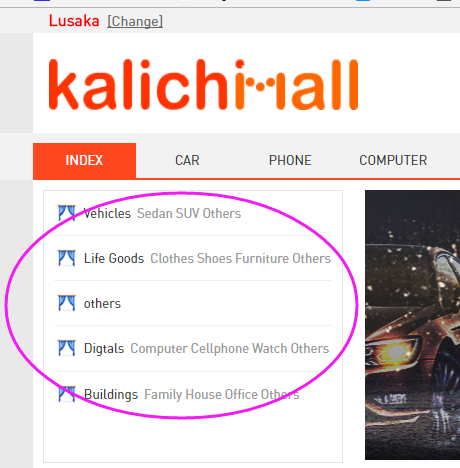 Lusaka [Change]
kalichimall
INDEX CAR PHONE COMPUTER
Vehicles Sedan SUV Others
Life Goods Clothes Shoes Furniture Others
others
Digtals Computer Cellphone Watch Others
Buildings Family House Office Others